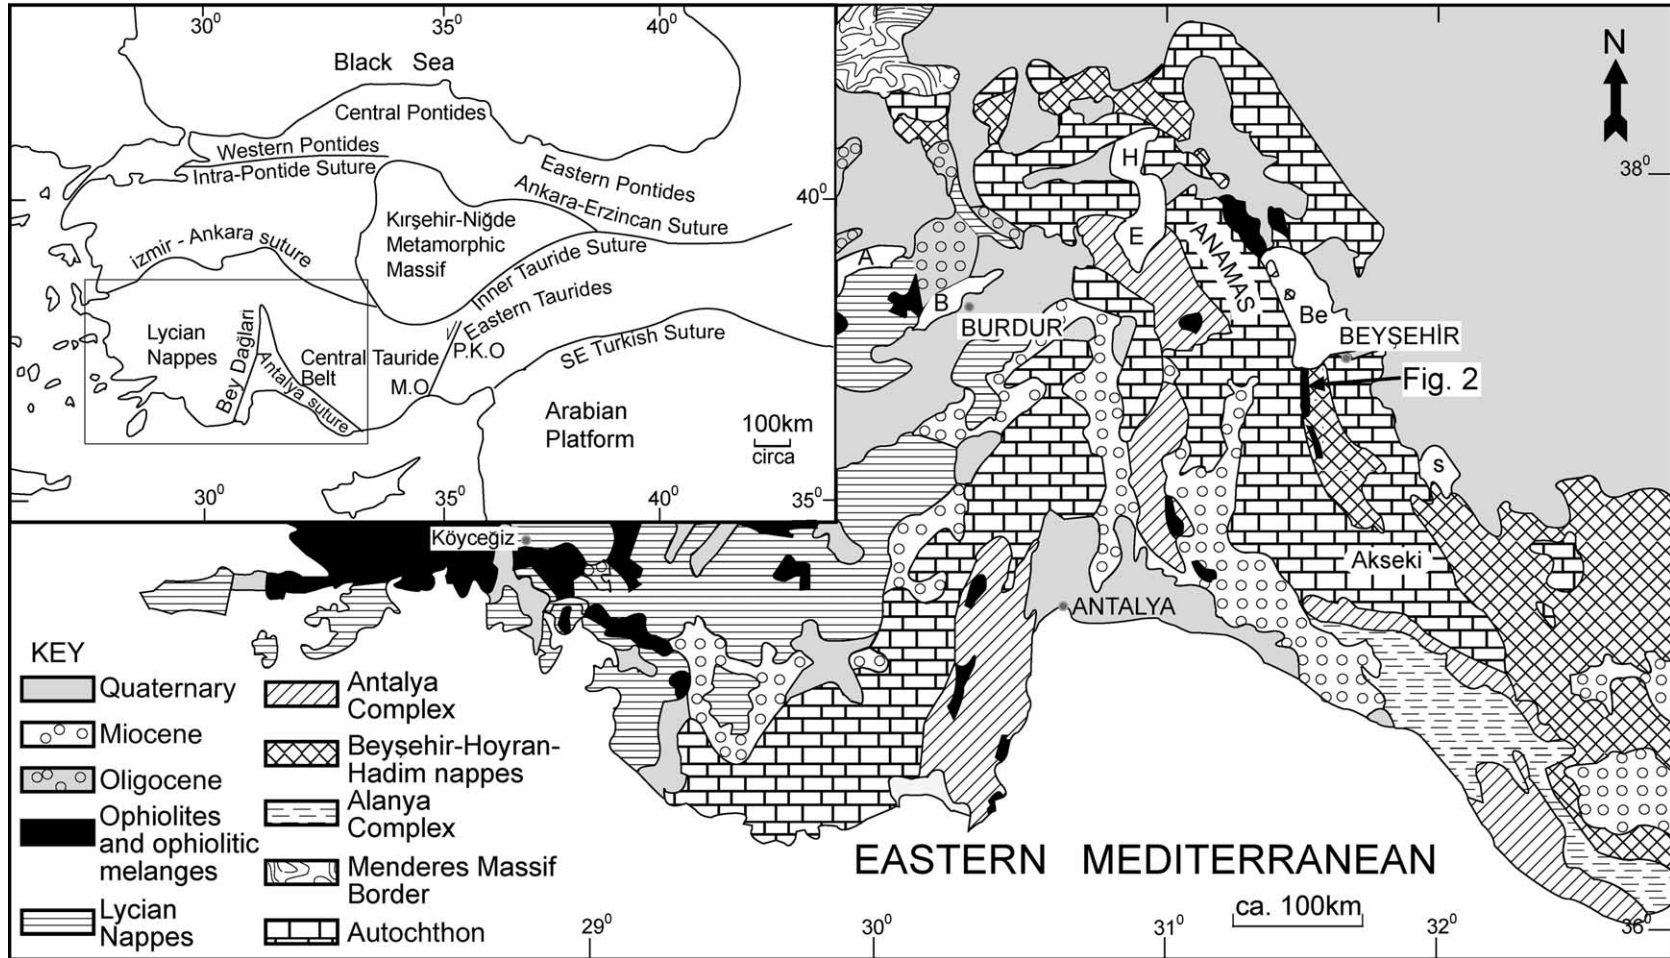 30⁰
35⁰
40⁰
Black Sea
Central Pontides
Western Pontides
Intra-Pontide Suture
Eastern Pontides
Ankara-Erzincan Suture
40⁰
Kırşehir-Niğde
Metamorphic
Massif
izmir - Ankara suture
Inner Tauride Suture
Eastern Taurides
Lycian
Nappes
Bey Dağları
Antalya suture
Central Tauride
Belt
P.K.O
M.O.
SE Turkish Suture
Arabian
Platform
100km
circa
30⁰
35⁰
40⁰
35⁰
N
38⁰
H
E
A
B
ANAMAS
Be
BURDUR
BEYŞEHİR
Fig. 2
s
Akseki
Köyceğiz
ANTALYA
KEY
Quaternary
Miocene
Oligocene
Ophiolites
and ophiolitic
melanges
Lycian
Nappes
Antalya
Complex
Beyşehir-Hoyran-
Hadim nappes
Alanya
Complex
Menderes Massif
Border
Autochthon
EASTERN MEDITERRANEAN
ca. 100km
29⁰
30⁰
31⁰
32⁰
36⁰